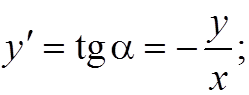 y′ = tg α = −y/x;